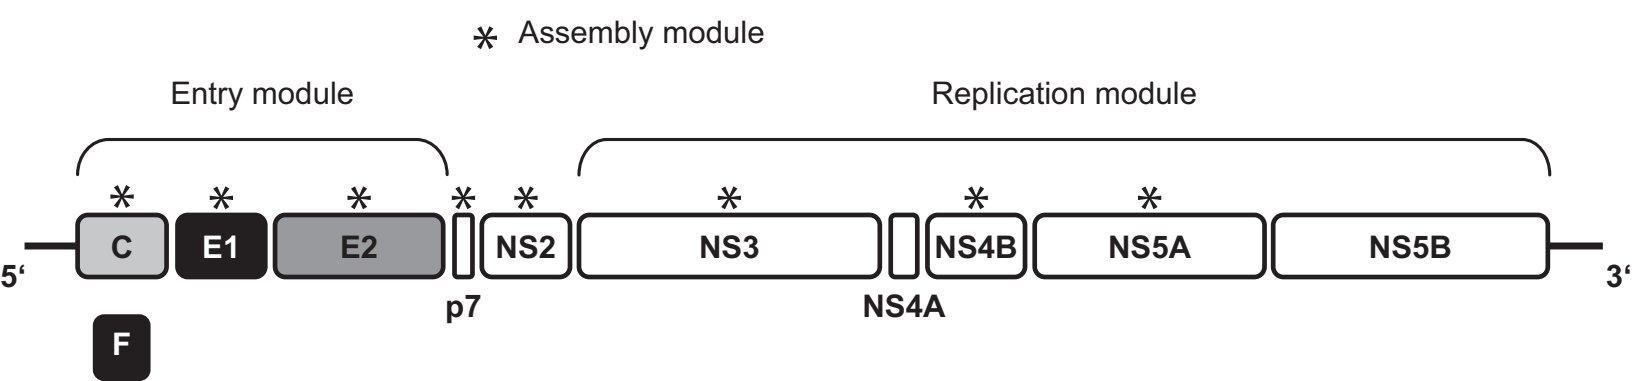 * Assembly module
Entry module
Replication module
* * * * * * * *
C E1 E2 NS2 NS3 NS4B NS5A NS5B
5‘ 3‘
p7 NS4A
F